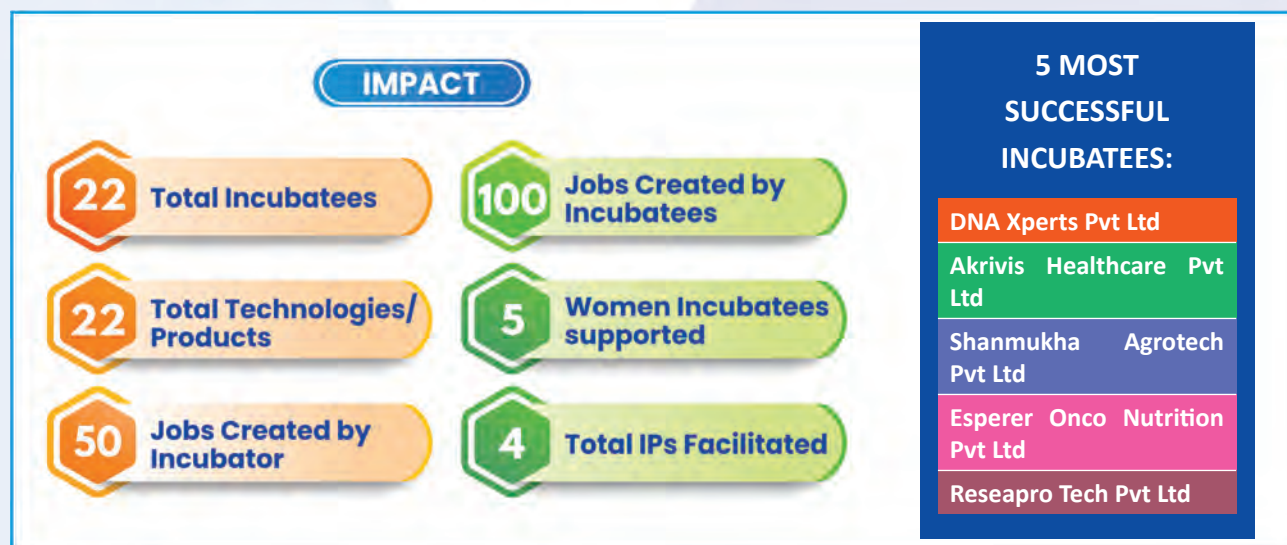 IMPACT
22
Total Incubatees
100
Jobs Created by
Incubatees
22
Total Technologies/
Products
5
Women Incubatees
supported
50
Jobs Created by
Incubator
4
Total IPs Facilitated
5 MOST
SUCCESSFUL
INCUBATEES:
DNA Xperts Pvt Ltd
Akrivis Healthcare Pvt
Ltd
Shanmukha Agrotech
Pvt Ltd
Esperer Onco Nutrition
Pvt Ltd
Reseapro Tech Pvt Ltd